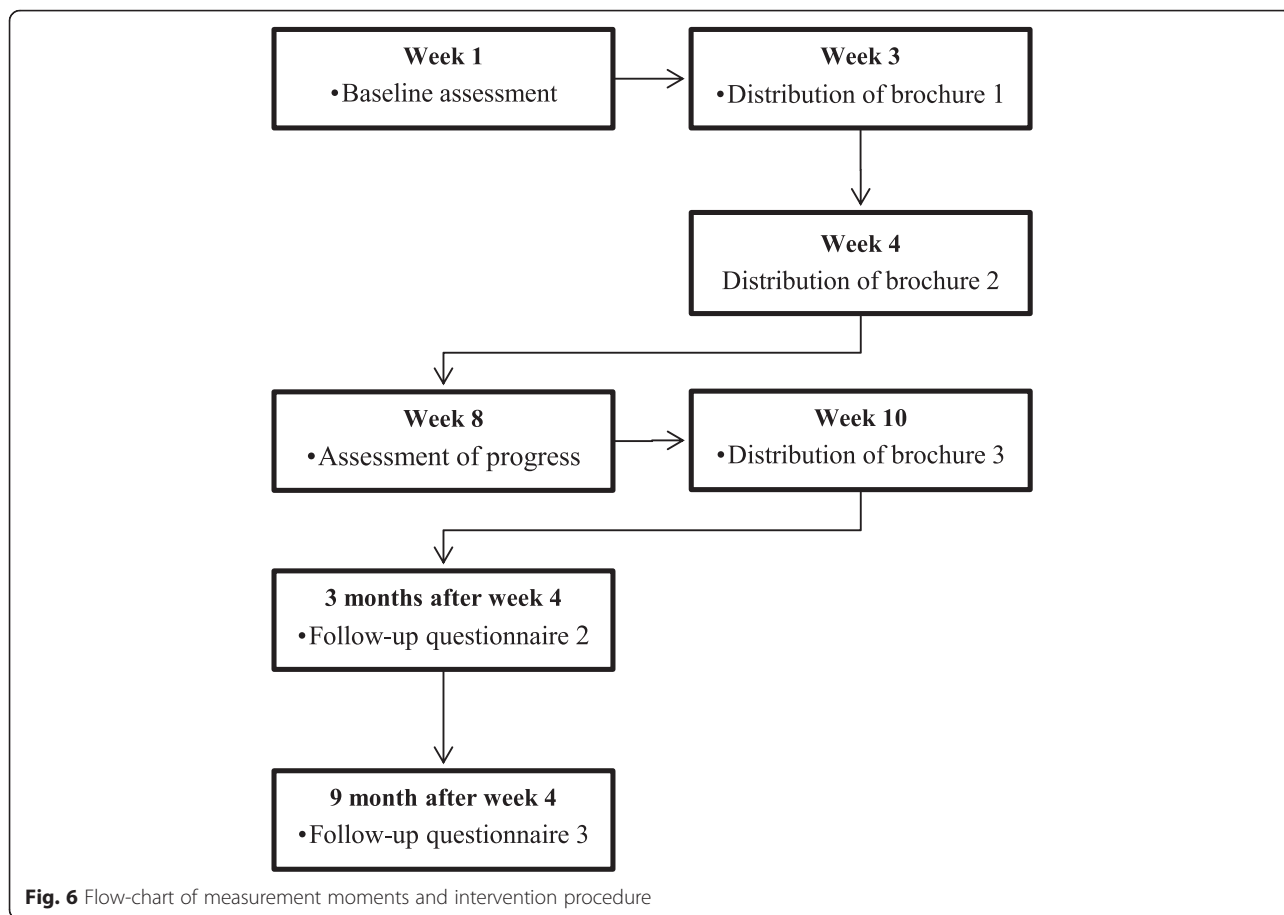 Week 1
•Baseline assessment
Week 3
•Distribution of brochure 1
Week 4
Distribution of brochure 2
Week 8
•Assessment of progress
Week 10
•Distribution of brochure 3
3 months after week 4
•Follow-up questionnaire 2
9 month after week 4
•Follow-up questionnaire 3
Fig. 6 Flow-chart of measurement moments and intervention procedure